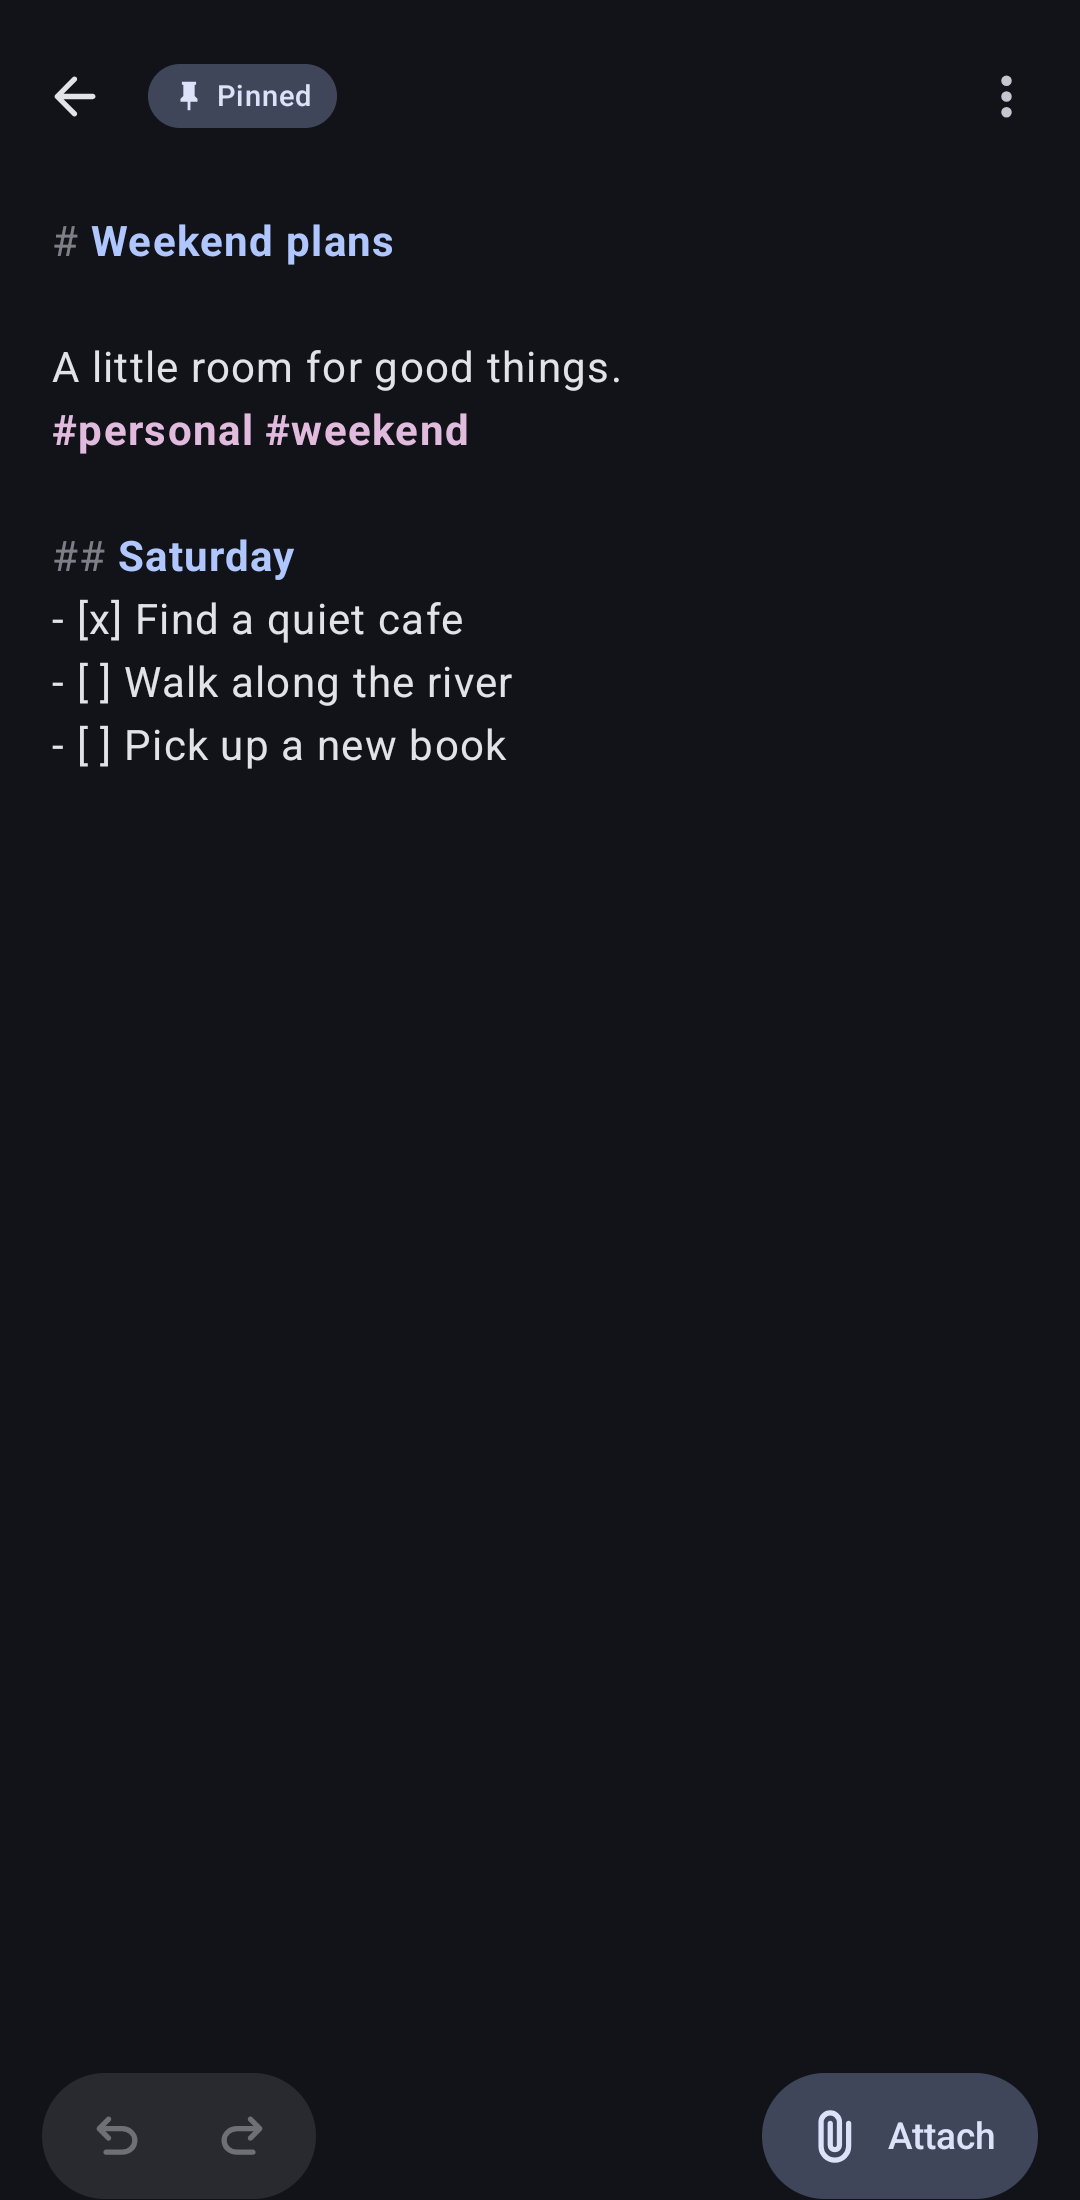 Pinned
# Weekend plans
A little room for good things.
#personal #weekend
## Saturday
- [x] Find a quiet cafe
- [ ] Walk along the river
- [ ] Pick up a new book
Attach